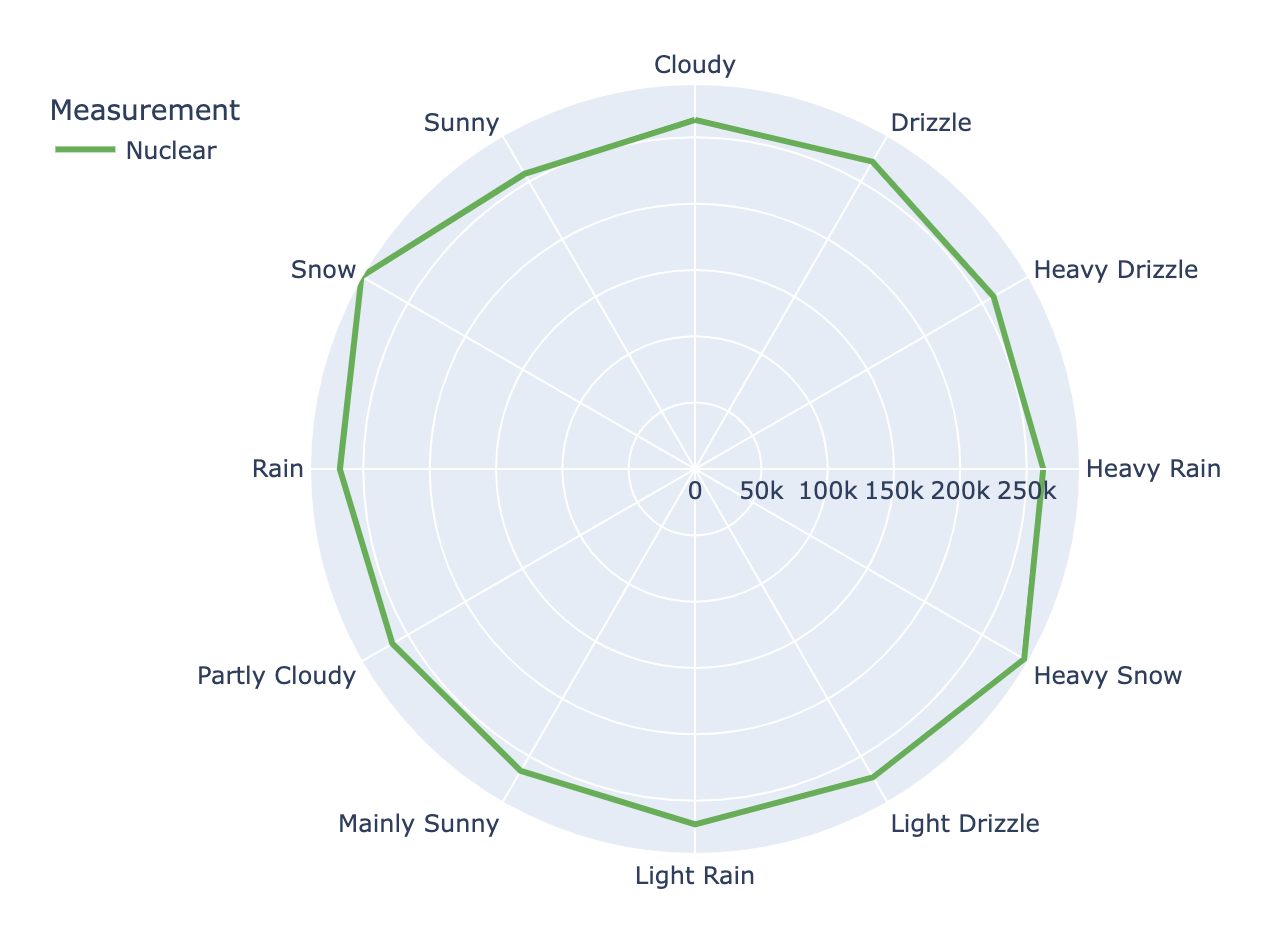 Cloudy
Measurement
Sunny
Drizzle
Nuclear
Snow
Heavy Drizzle
Rain
Heavy Rain
0 50k 100k 150k 200k 250k
Partly Cloudy
Heavy Snow
Mainly Sunny
Light Drizzle
Light Rain